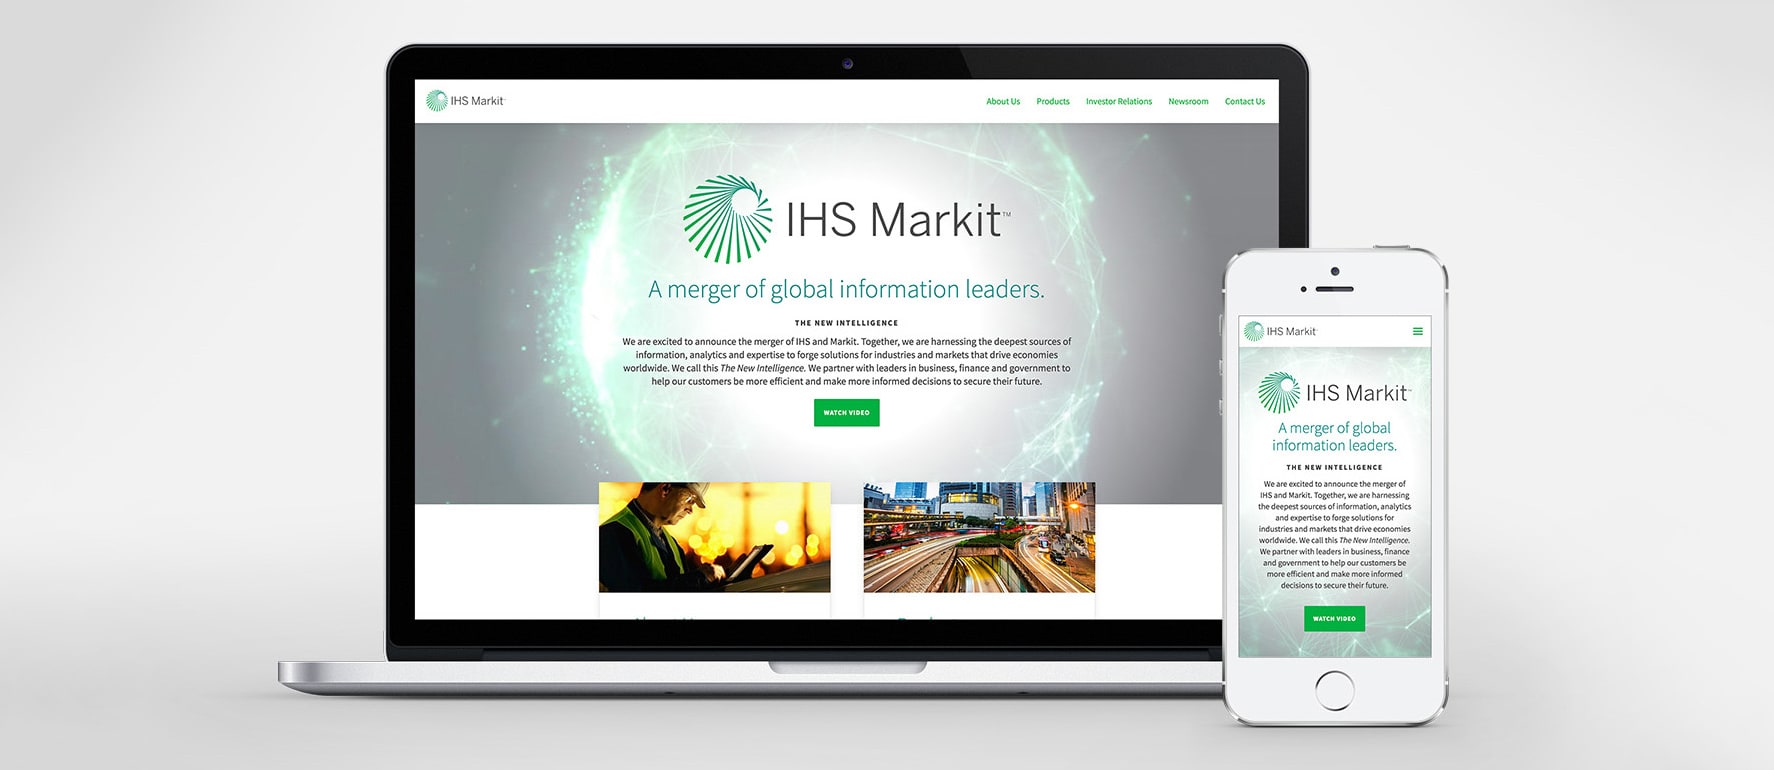 IHS Markit
About Us Products Investor Relations Newsroom Contact Us
IHS Markit™
A merger of global information leaders.
THE NEW INTELLIGENCE
We are excited to announce the merger of IHS and Markit. Together, we are harnessing the deepest sources of
information, analytics and expertise to forge solutions for industries and markets that drive economies
worldwide. We call this The New Intelligence. We partner with leaders in business, finance and government to
help our customers be more efficient and make more informed decisions to secure their future.
WATCH VIDEO
IHS Markit
IHS Markit
A merger of global
information leaders.
THE NEW INTELLIGENCE
We are excited to announce the merger of
IHS and Markit. Together, we are harnessing
the deepest sources of information, analytics
and expertise to forge solutions for
industries and markets that drive economies
worldwide. We call this The New Intelligence.
We partner with leaders in business, finance
and government to help our customers be
more efficient and make more informed
decisions to secure their future.
WATCH VIDEO